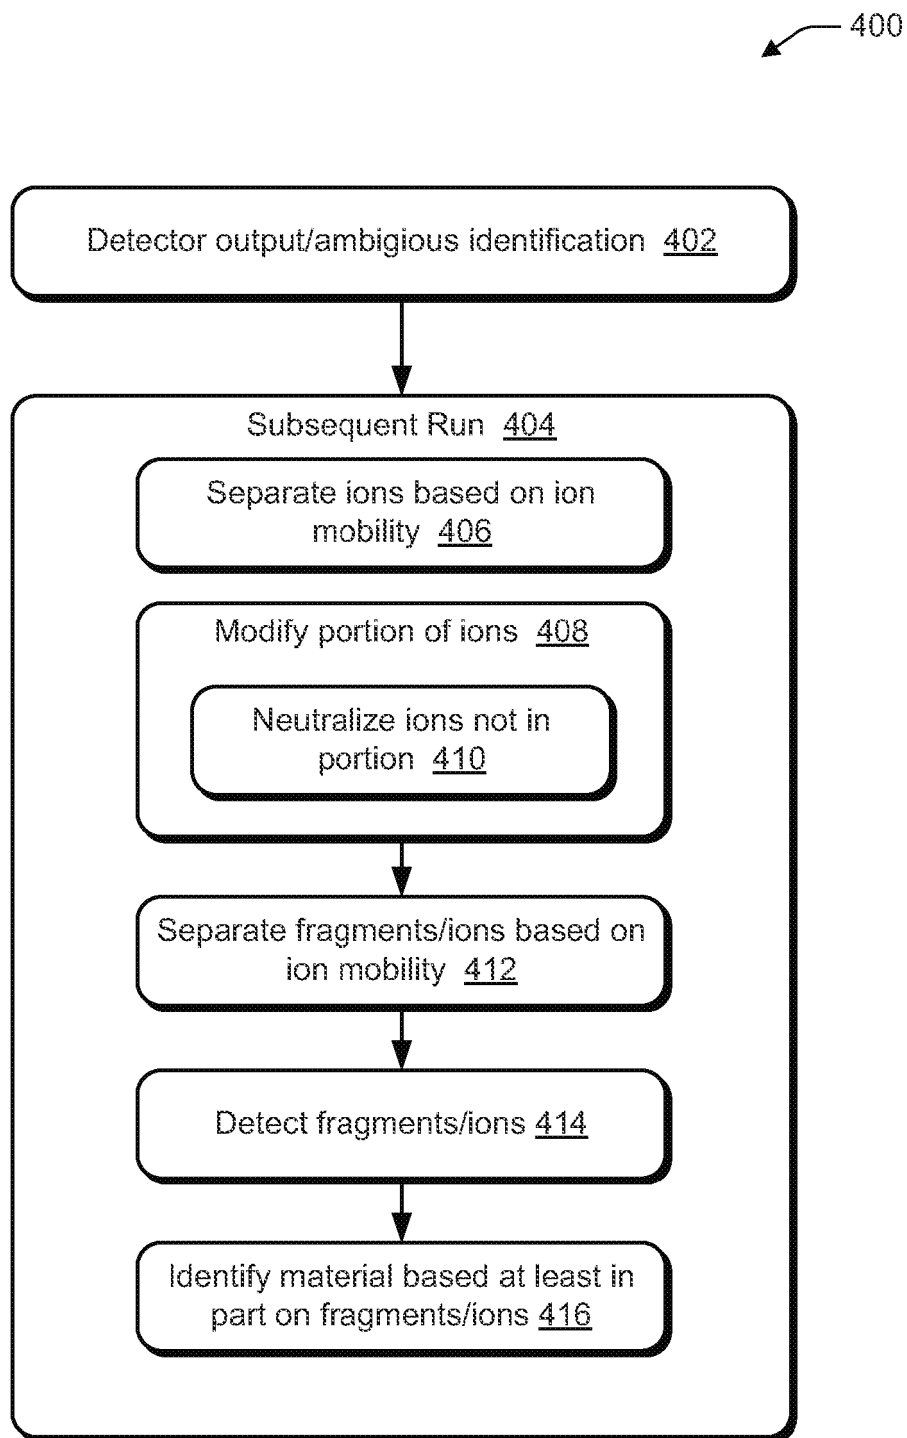 400
Detector output/ambigious identification 402
Subsequent Run 404
Separate ions based on ion
mobility 406
Modify portion of ions 408
Neutralize ions not in
portion 410
Separate fragments/ions based on
ion mobility 412
Detect fragments/ions 414
Identify material based at least in
part on fragments/ions 416